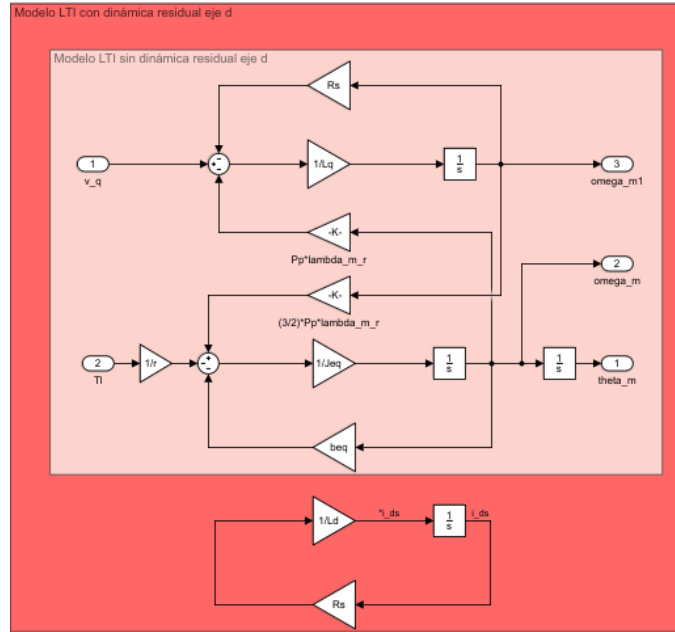 Modelo LTI con dinámica residual eje d
Modelo LTI sin dinámica residual eje d
Rs
1
v_q
1/Lq
1
s
3
omega_m1
-K-
Pp*lambda_m_r
2
omega_m
-K-
(3/2)*Pp*lambda_m_r
2
Tl
1/r
1/Jeq
1
s
1
s
1
theta_m
beq
1/Ld
*i_ds
1
s
i_ds
Rs